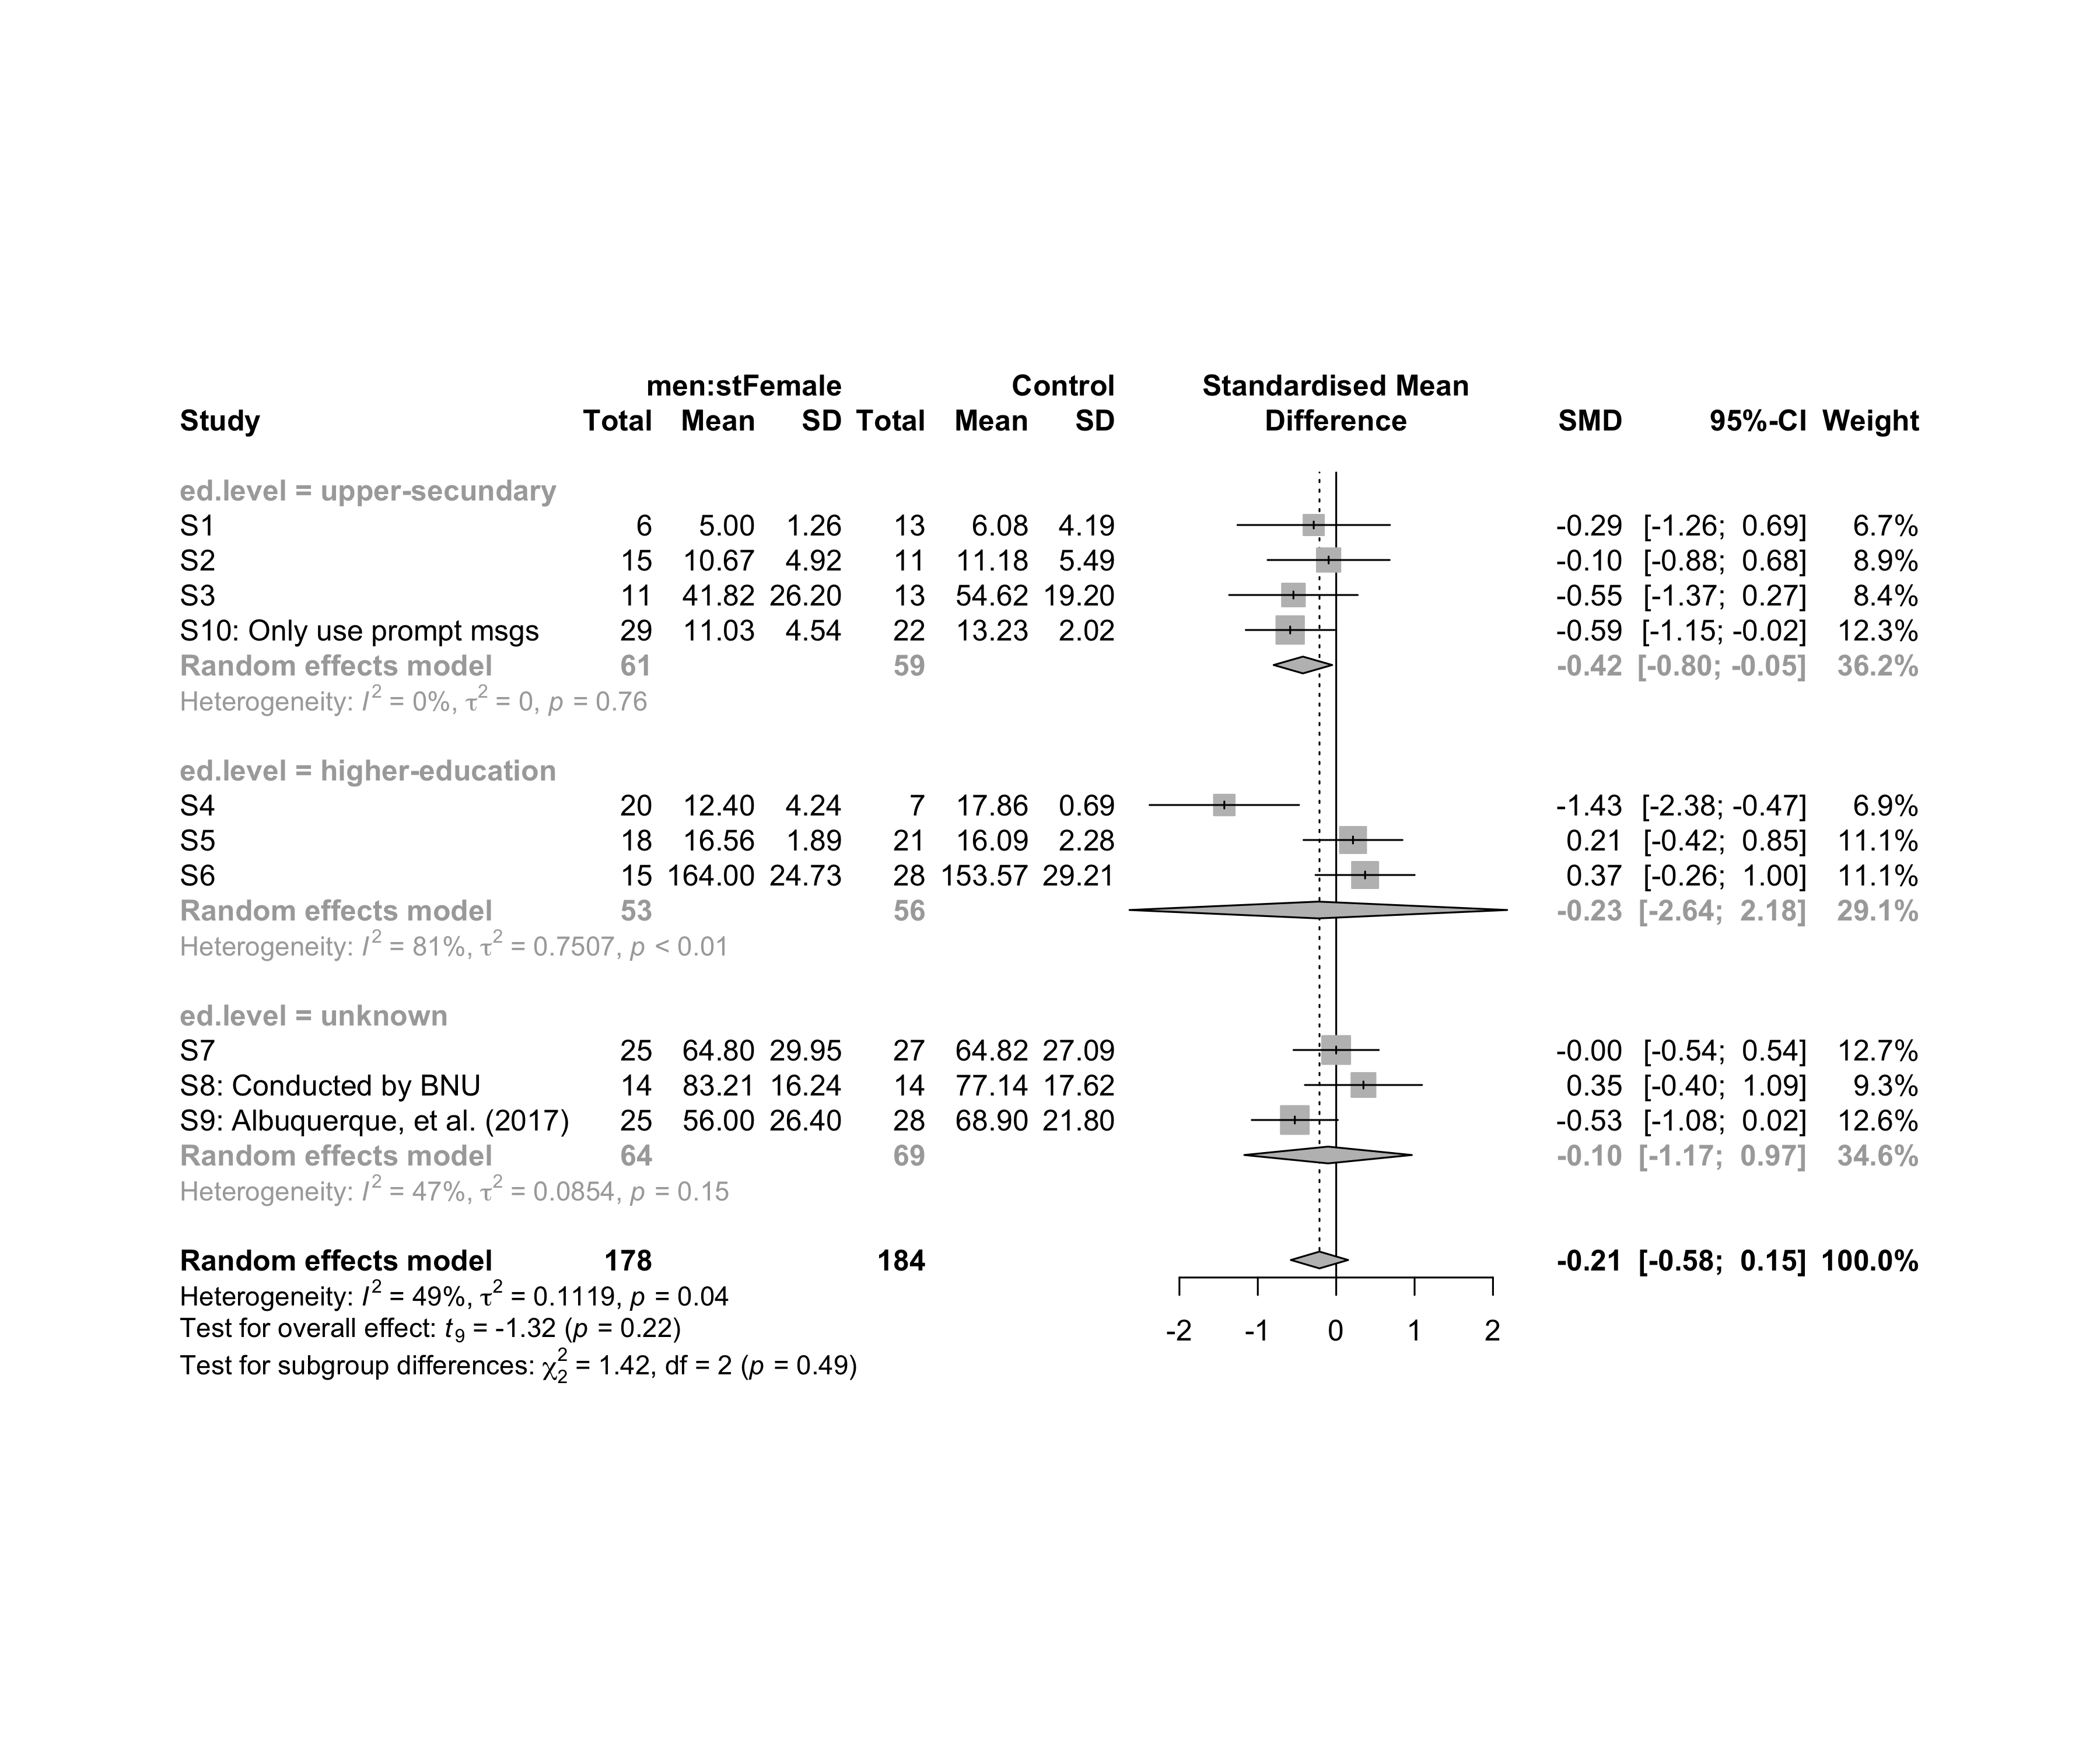 men:stFemale Control Standardised Mean
Study Total Mean SD Total Mean SD Difference SMD 95%-CI Weight
ed.level = upper-secundary
S1 6 5.00 1.26 13 6.08 4.19 -0.29 [-1.26; 0.69] 6.7%
S2 15 10.67 4.92 11 11.18 5.49 -0.10 [-0.88; 0.68] 8.9%
S3 11 41.82 26.20 13 54.62 19.20 -0.55 [-1.37; 0.27] 8.4%
S10: Only use prompt msgs 29 11.03 4.54 22 13.23 2.02 -0.59 [-1.15; -0.02] 12.3%
Random effects model 61 59 -0.42 [-0.80; -0.05] 36.2%
Heterogeneity: I² = 0%, τ² = 0, p = 0.76
ed.level = higher-education
S4 20 12.40 4.24 7 17.86 0.69 -1.43 [-2.38; -0.47] 6.9%
S5 18 16.56 1.89 21 16.09 2.28 0.21 [-0.42; 0.85] 11.1%
S6 15 164.00 24.73 28 153.57 29.21 0.37 [-0.26; 1.00] 11.1%
Random effects model 53 56 -0.23 [-2.64; 2.18] 29.1%
Heterogeneity: I² = 81%, τ² = 0.7507, p < 0.01
ed.level = unknown
S7 25 64.80 29.95 27 64.82 27.09 -0.00 [-0.54; 0.54] 12.7%
S8: Conducted by BNU 14 83.21 16.24 14 77.14 17.62 0.35 [-0.40; 1.09] 9.3%
S9: Albuquerque, et al. (2017) 25 56.00 26.40 28 68.90 21.80 -0.53 [-1.08; 0.02] 12.6%
Random effects model 64 69 -0.10 [-1.17; 0.97] 34.6%
Heterogeneity: I² = 47%, τ² = 0.0854, p = 0.15
Random effects model 178 184 -0.21 [-0.58; 0.15] 100.0%
Heterogeneity: I² = 49%, τ² = 0.1119, p = 0.04
Test for overall effect: t₉ = -1.32 (p = 0.22)
-2 -1 0 1 2
Test for subgroup differences: χ²₂ = 1.42, df = 2 (p = 0.49)